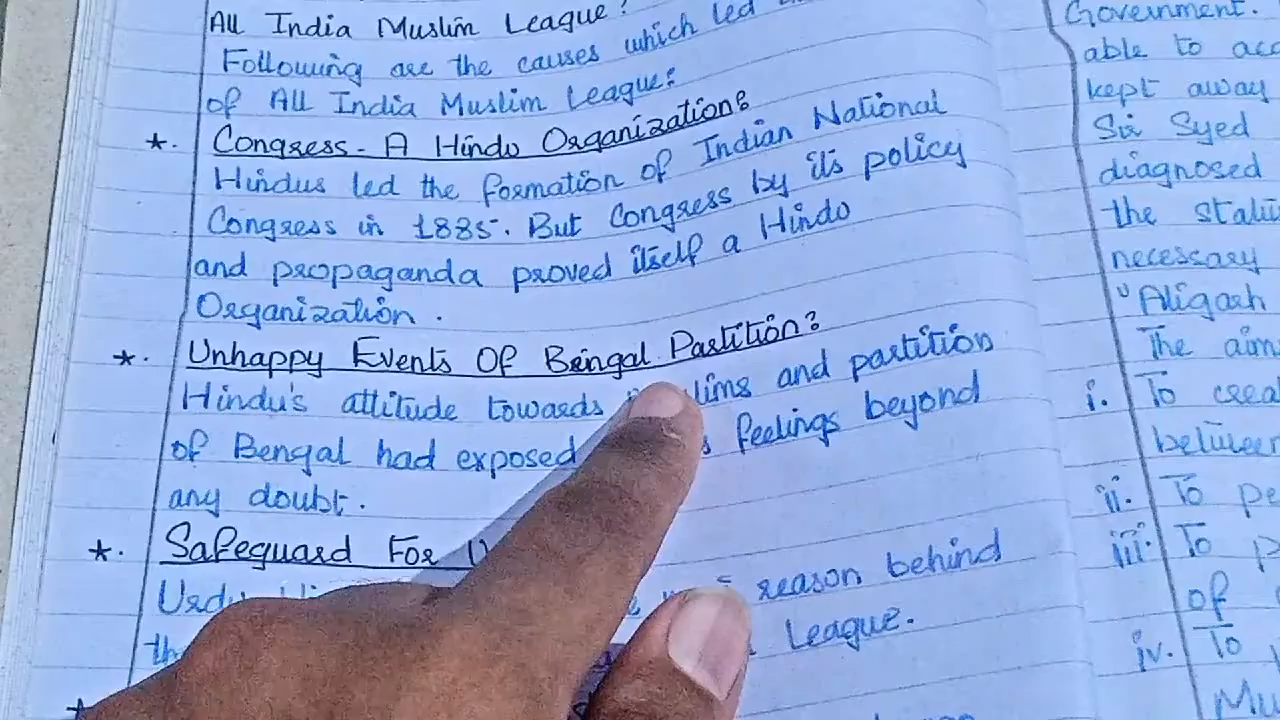 All India Muslim League?
Following are the causes which led
of All India Muslim League:
*. Congress - A Hindu Organization:
Hindus led the formation of Indian National
Congress in 1885. But Congress by its policy
and propaganda proved itself a Hindu
Organization.
*. Unhappy Events Of Bengal Partition:
Hindu's attitude towards and partition
of Bengal had exposed feelings beyond
any doubt.
*. Safeguard For
Urdu reason behind
League.
Government.
able to
kept away
Sir Syed
diagnosed
the
necessary
"Aligarh
The
i. To
between
ii. To
iii. To
of
iv. To